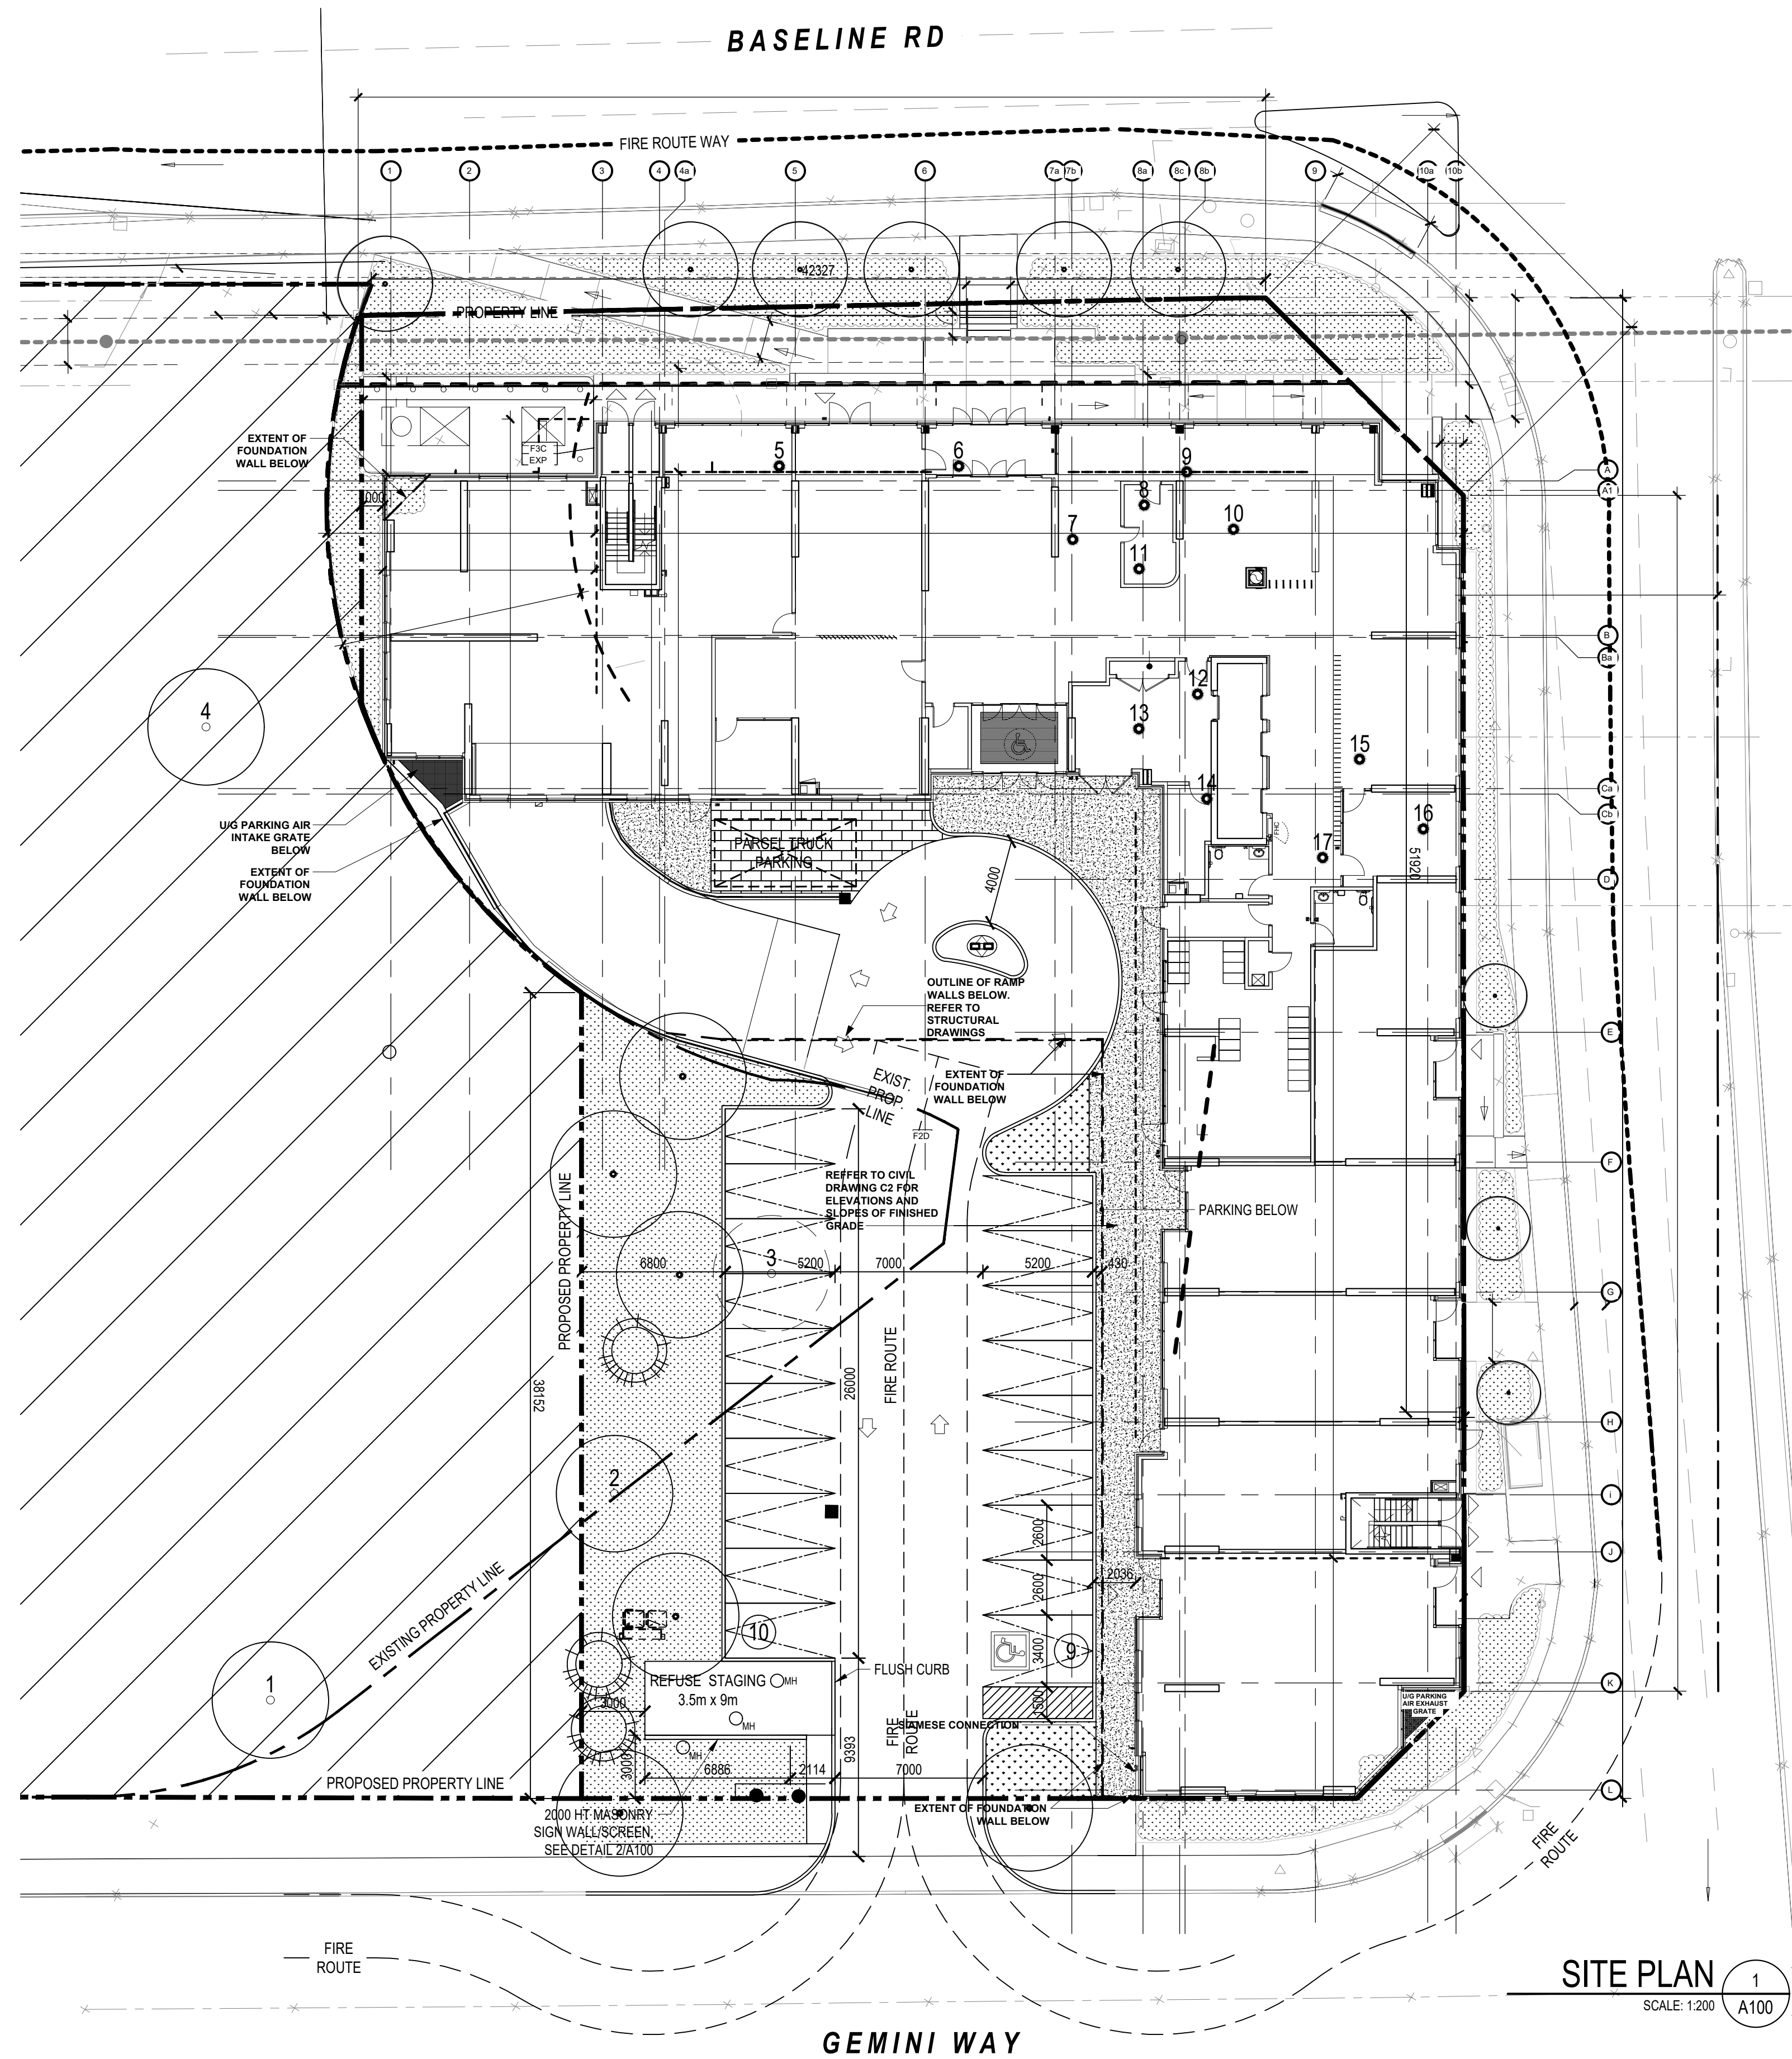 BASELINE RD
FIRE ROUTE WAY
1
2
3
4
4a
5
6
7a
7b
8a
8c
8b
9
10a
10b
42327
PROPERTY LINE
EXTENT OF
FOUNDATION
WALL BELOW
F3C
EXP
5
6
9
8
7
10
11
A
A1
B
Ba
4
12
13
15
14
16
17
FHC
51920
Ca
Cb
D
U/G PARKING AIR
INTAKE GRATE
BELOW
EXTENT OF
FOUNDATION
WALL BELOW
PARSEL TRUCK
PARKING
4000
OUTLINE OF RAMP
WALLS BELOW.
REFER TO
STRUCTURAL
DRAWINGS
E
EXIST.
PROP.
LINE
EXTENT OF
FOUNDATION
WALL BELOW
F2D
F
REFFER TO CIVIL
DRAWING C2 FOR
ELEVATIONS AND
SLOPES OF FINISHED
GRADE
PARKING BELOW
PROPOSED PROPERTY LINE
6800
3
5200
7000
5200
430
G
FIRE ROUTE
38152
26000
H
2
i
2600
2600
J
2036
EXISTING PROPERTY LINE
1
10
9
3400
K
REFUSE STAGING
MH
3.5m x 9m
MH
MH
FLUSH CURB
3000
1500
U/G PARKING
AIR EXHAUST
GRATE
SIAMESE CONNECTION
FIRE
ROUTE
9393
3000
6886
2114
7000
PROPOSED PROPERTY LINE
L
EXTENT OF FOUNDATION
WALL BELOW
2000 HT MASONRY
SIGN WALL/SCREEN.
SEE DETAIL 2/A100
FIRE
ROUTE
FIRE
ROUTE
SITE PLAN
1
A100
SCALE: 1:200
GEMINI WAY